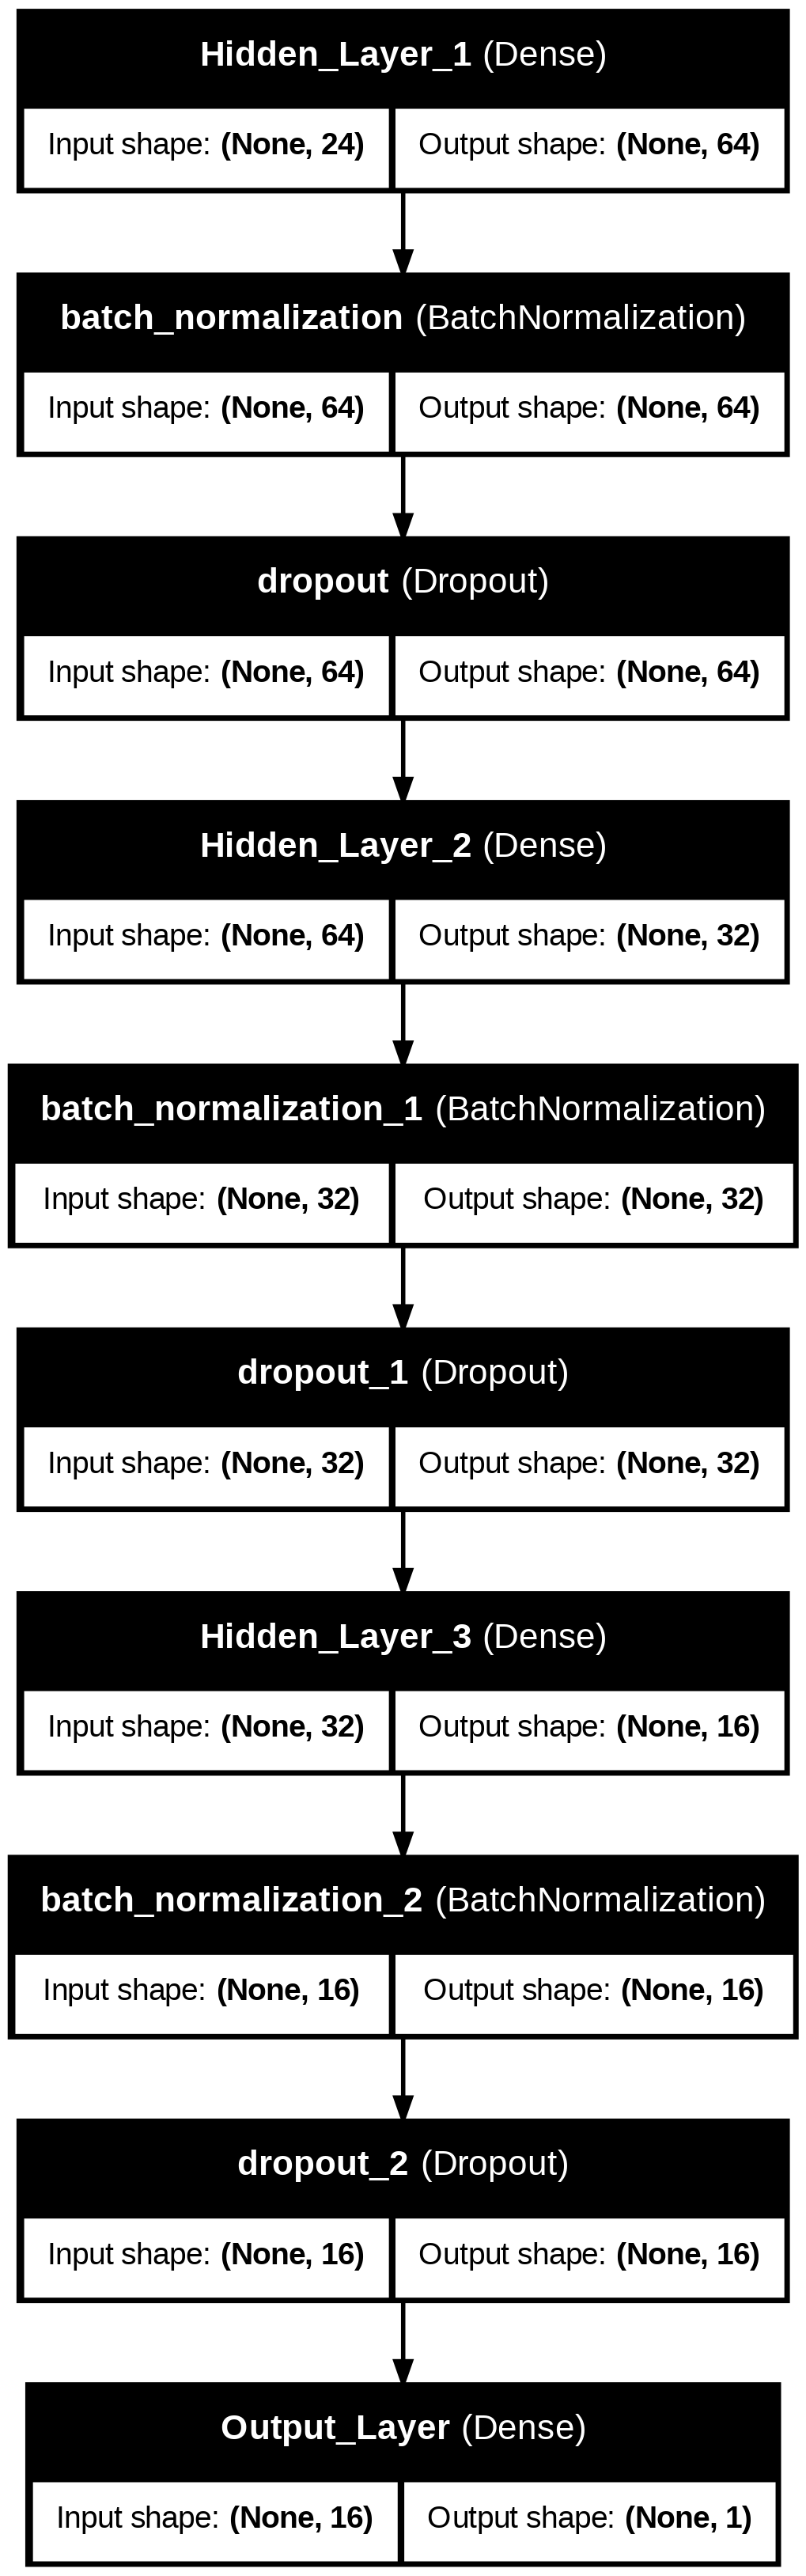 Hidden_Layer_1 (Dense)
Input shape: (None, 24) Output shape: (None, 64)
batch_normalization (BatchNormalization)
Input shape: (None, 64) Output shape: (None, 64)
dropout (Dropout)
Input shape: (None, 64) Output shape: (None, 64)
Hidden_Layer_2 (Dense)
Input shape: (None, 64) Output shape: (None, 32)
batch_normalization_1 (BatchNormalization)
Input shape: (None, 32) Output shape: (None, 32)
dropout_1 (Dropout)
Input shape: (None, 32) Output shape: (None, 32)
Hidden_Layer_3 (Dense)
Input shape: (None, 32) Output shape: (None, 16)
batch_normalization_2 (BatchNormalization)
Input shape: (None, 16) Output shape: (None, 16)
dropout_2 (Dropout)
Input shape: (None, 16) Output shape: (None, 16)
Output_Layer (Dense)
Input shape: (None, 16) Output shape: (None, 1)